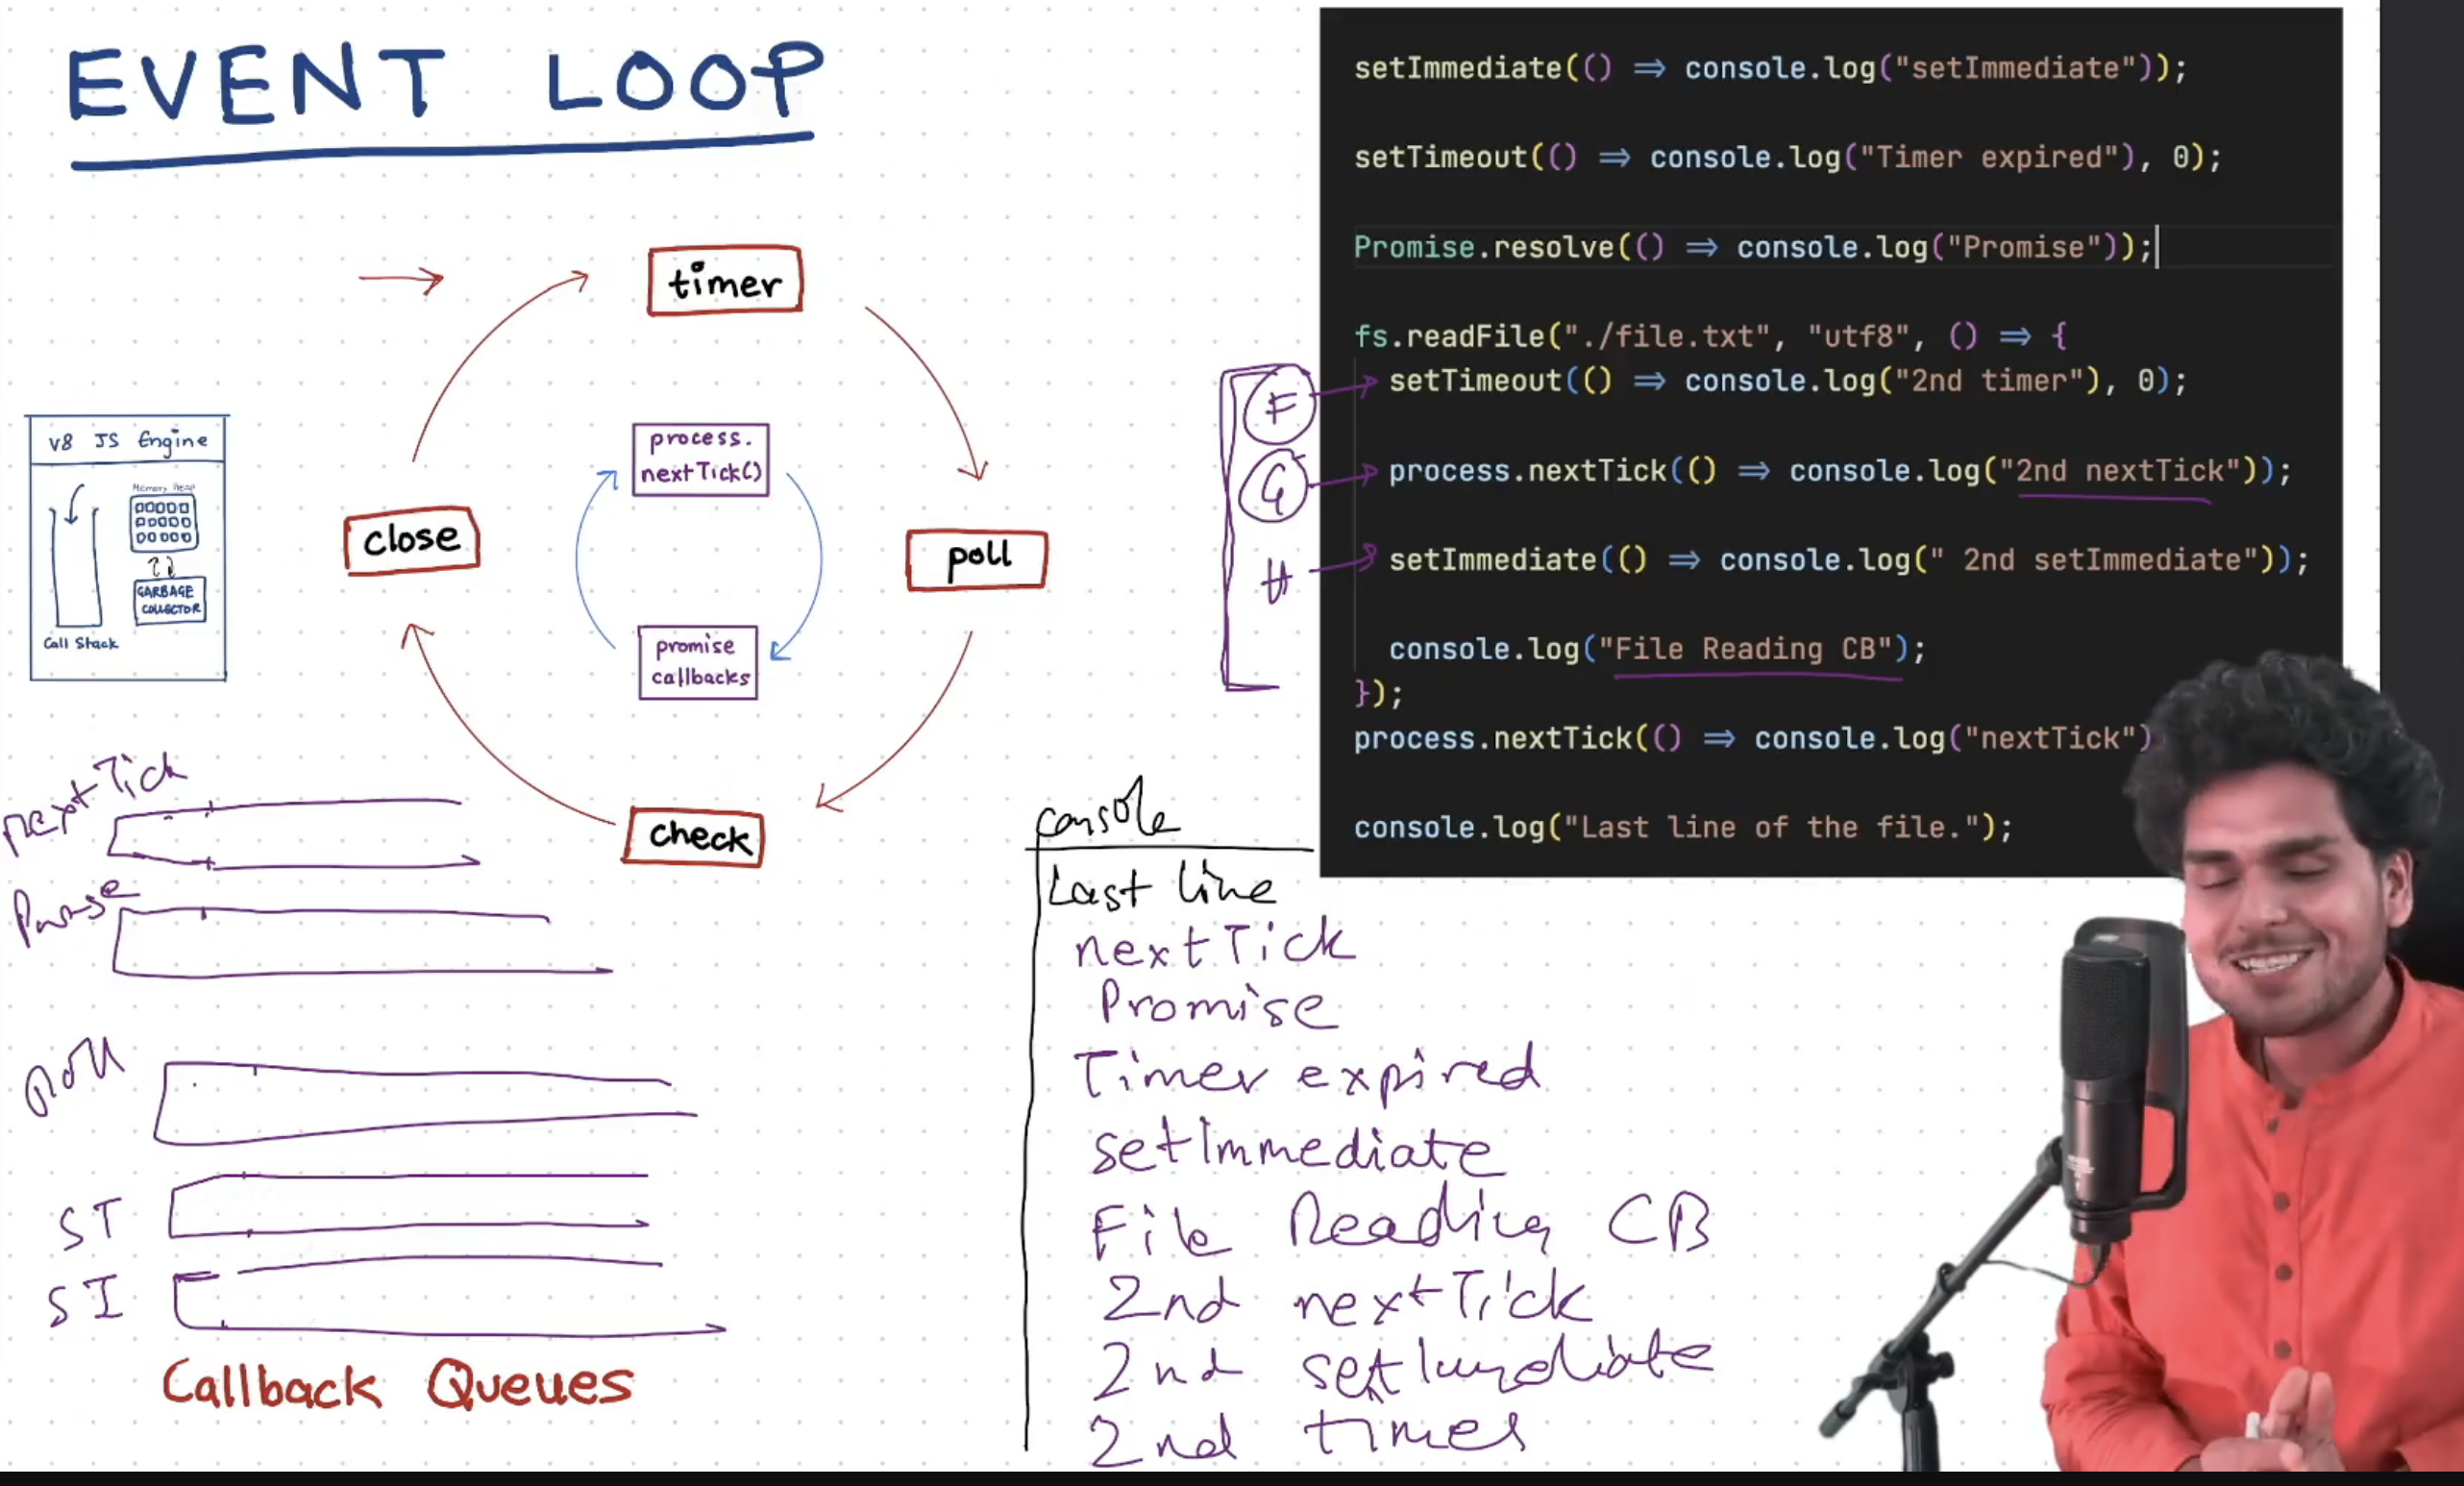 EVENT LOOP
timer
process.
nextTick()
poll
promise
callbacks
close
check
V8 JS Engine
Memory Heap
GARBAGE
COLLECTOR
Call Stack
nextTick
Promise
Poll
ST
SI
Callback Queues
setImmediate(() ⇒ console.log("setImmediate"));
setTimeout(() ⇒ console.log("Timer expired"), 0);
Promise.resolve(() ⇒ console.log("Promise"));
fs.readFile("./file.txt", "utf8", () ⇒ {
F
setTimeout(() ⇒ console.log("2nd timer"), 0);
G
process.nextTick(() ⇒ console.log("2nd nextTick"));
H
setImmediate(() ⇒ console.log(" 2nd setImmediate"));
console.log("File Reading CB");
});
process.nextTick(() ⇒ console.log("nextTick")
console.log("Last line of the file.");
console
Last line
nextTick
Promise
Timer expired
setImmediate
File Reading CB
2nd nextTick
2nd setImmediate
2nd timer